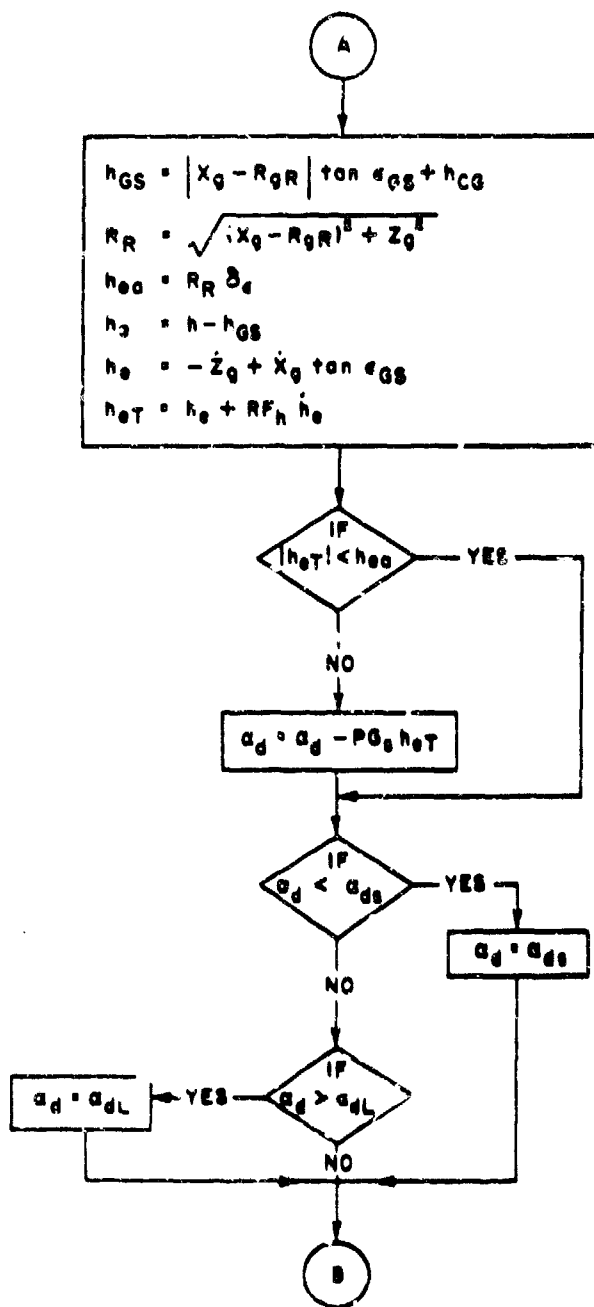 A
h_GS = |X_g - R_gR| tan ε_GS + h_CG
R_R = √(X_g - R_gR)² + Z_g²
h_ea = R_R δ_ε
h_e = h - h_GS
ḣ_e = -Ż_g + Ẋ_g tan ε_GS
h_eT = h_e + RF_h ḣ_e
IF
|h_eT| < h_ea
YES
NO
α_d = α_d - PG_s h_eT
IF
α_d < α_ds
YES
α_d = α_ds
NO
IF
α_d > α_dL
YES
α_d = α_dL
NO
B